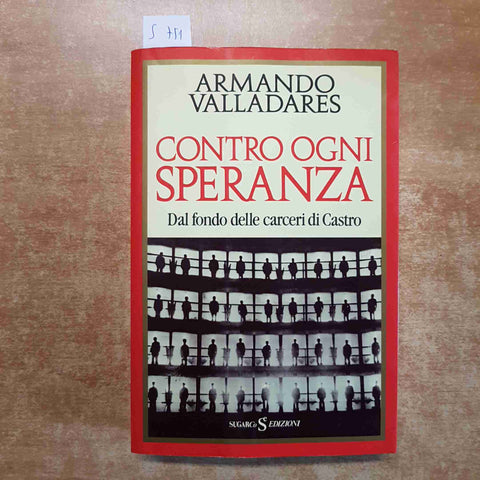 S 751
ARMANDO
VALLADARES
CONTRO OGNI
SPERANZA
Dal fondo delle carceri di Castro
SUGARCo EDIZIONI